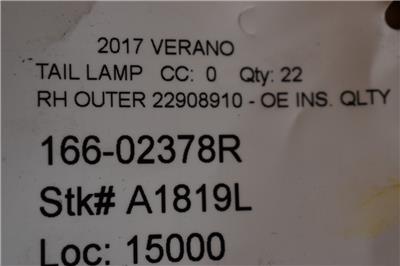 2017 VERANO
TAIL LAMP CC: 0 Qty: 22
RH OUTER 22908910 - OE INS. QLTY
166-02378R
Stk# A1819L
Loc: 15000